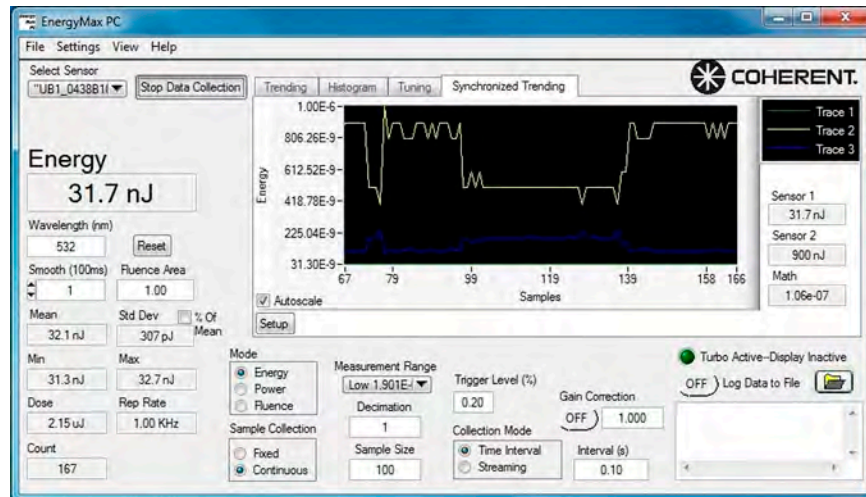 EnergyMax PC
File Settings View Help
Select Sensor
"UB1_0438B1(
Stop Data Collection
Trending Histogram Tuning Synchronized Trending
COHERENT.
Energy
31.7 nJ
Wavelength (nm)
532 Reset
Smooth (100ms) Fluence Area
1 1.00
Mean Std Dev % Of Mean
32.1 nJ 307 pJ
Min Max
31.3 nJ 32.7 nJ
Dose Rep Rate
2.15 uJ 1.00 KHz
Count
167
Energy
1.00E-6
806.26E-9
612.52E-9
418.78E-9
225.04E-9
31.30E-9
67 79 99 119 139 158 166
Samples
Autoscale
Setup
Trace 1
Trace 2
Trace 3
Sensor 1
31.7 nJ
Sensor 2
900 nJ
Math
1.06e-07
Mode
Energy
Power
Fluence
Sample Collection
Fixed
Continuous
Measurement Range
Low 1.901E-
Decimation
1
Sample Size
100
Trigger Level (%)
0.20
Collection Mode
Time Interval
Streaming
Gain Correction
OFF 1.000
Interval (s)
0.10
Turbo Active--Display Inactive
OFF Log Data to File